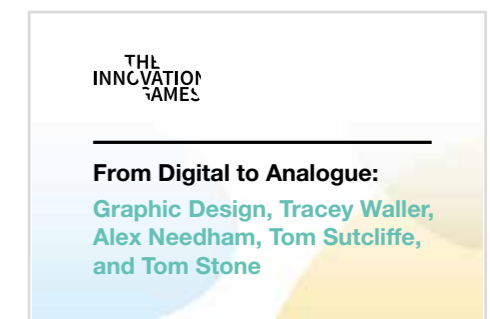 THE
INNOVATION
GAMES
From Digital to Analogue:
Graphic Design, Tracey Waller,
Alex Needham, Tom Sutcliffe,
and Tom Stone